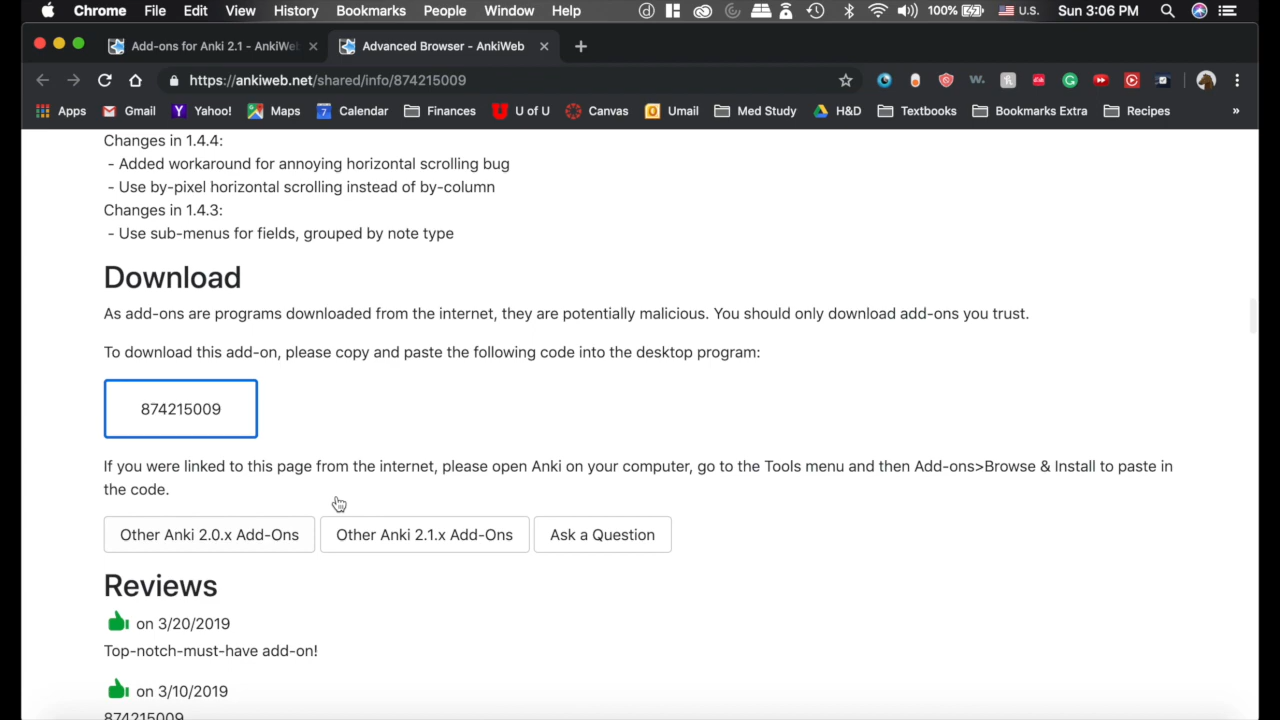 Chrome File Edit View History Bookmarks People Window Help 100% U.S. Sun 3:06 PM
Add-ons for Anki 2.1 - AnkiWeb Advanced Browser - AnkiWeb
https://ankiweb.net/shared/info/874215009
Apps Gmail Yahoo! Maps 7 Calendar Finances U of U Canvas Umail Med Study H&D Textbooks Bookmarks Extra Recipes »
Changes in 1.4.4:
- Added workaround for annoying horizontal scrolling bug
- Use by-pixel horizontal scrolling instead of by-column
Changes in 1.4.3:
- Use sub-menus for fields, grouped by note type
Download
As add-ons are programs downloaded from the internet, they are potentially malicious. You should only download add-ons you trust.
To download this add-on, please copy and paste the following code into the desktop program:
874215009
If you were linked to this page from the internet, please open Anki on your computer, go to the Tools menu and then Add-ons>Browse & Install to paste in
the code.
Other Anki 2.0.x Add-Ons Other Anki 2.1.x Add-Ons Ask a Question
Reviews
on 3/20/2019
Top-notch-must-have add-on!
on 3/10/2019
874215009